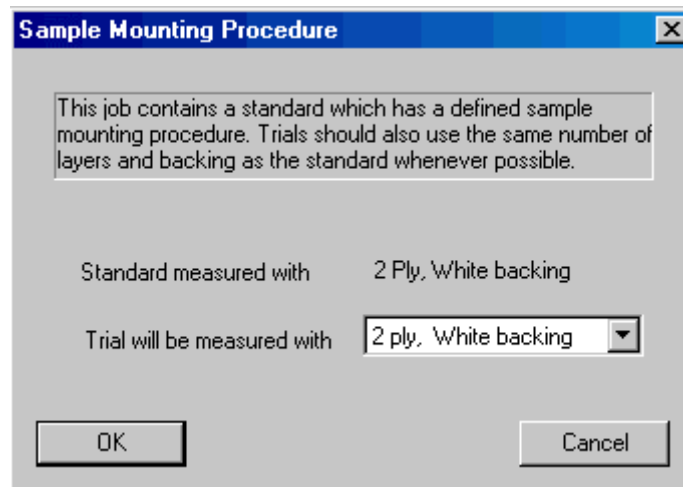 Sample Mounting Procedure
This job contains a standard which has a defined sample
mounting procedure. Trials should also use the same number of
layers and backing as the standard whenever possible.
Standard measured with 2 Ply, White backing
Trial will be measured with 2 ply, White backing
OK Cancel